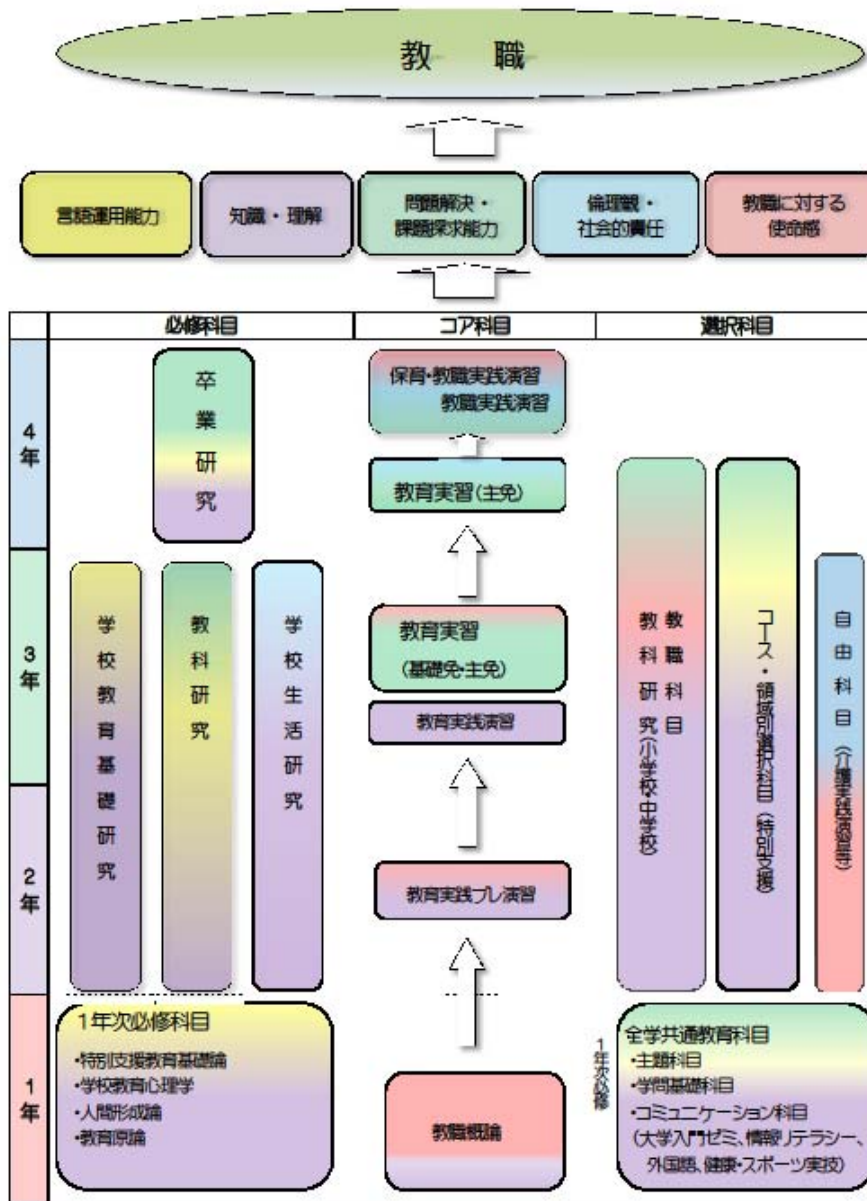 教　職
言語運用能力
知識・理解
問題解決・
課題探求能力
倫理観・
社会的責任
教職に対する
使命感
必修科目
コア科目
選択科目
4年
卒業研究
保育・教職実践演習
教職実践演習
教育実習(主免)
3年
学校教育基礎研究
教科研究
学校生活研究
教育実習
(基礎免・主免)
教育実践演習
教職科目
教科研究(小学校・中学校)
コース・領域別選択科目(特別支援)
自由科目(介護実践演習等)
2年
教育実践プレ演習
1年
1年次必修科目
・特別支援教育基礎論
・学校教育心理学
・人間形成論
・教育原論
教職概論
1年次必修
全学共通教育科目
・主題科目
・学問基礎科目
・コミュニケーション科目
(大学入門ゼミ、情報リテラシー、
外国語、健康・スポーツ実技)